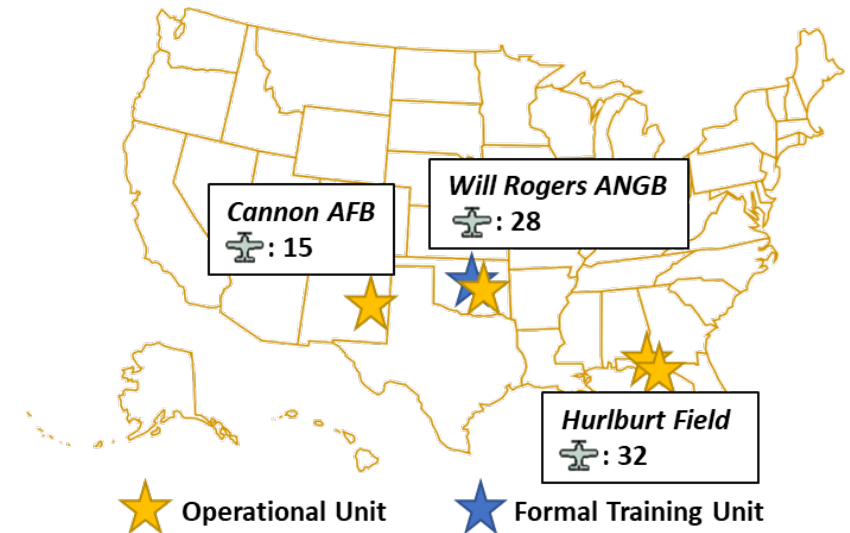 Will Rogers ANGB
: 28
Cannon AFB
: 15
Hurlburt Field
: 32
Operational Unit
Formal Training Unit